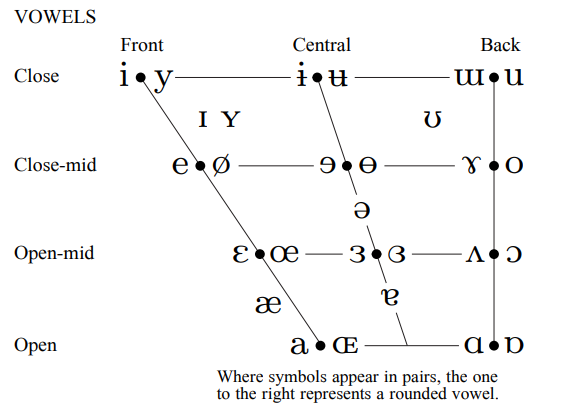 VOWELS
Front Central Back
Close i y ɨ ʉ ɯ u
ɪ ʏ ʊ
Close-mid e ø ɘ ɵ ɤ o
ə
Open-mid ɛ œ ɜ ɞ ʌ ɔ
æ ɐ
Open a ɶ ɑ ɒ
Where symbols appear in pairs, the one
to the right represents a rounded vowel.